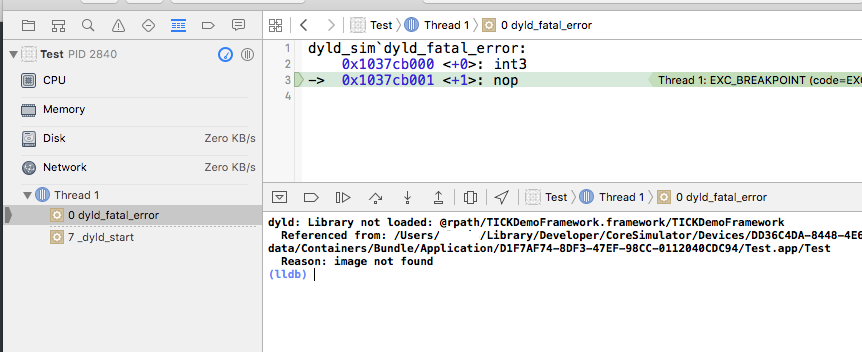 Test
Thread 1
0 dyld_fatal_error
Test PID 2840
CPU
Memory
Disk Zero KB/s
Network Zero KB/s
Thread 1
0 dyld_fatal_error
7 _dyld_start
1 dyld_sim`dyld_fatal_error:
2 0x1037cb000 <+0>: int3
3 -> 0x1037cb001 <+1>: nop Thread 1: EXC_BREAKPOINT (code=EXC
4
Test
Thread 1
0 dyld_fatal_error
dyld: Library not loaded: @rpath/TICKDemoFramework.framework/TICKDemoFramework
Referenced from: /Users/ /Library/Developer/CoreSimulator/Devices/DD36C4DA-8448-4E6
data/Containers/Bundle/Application/D1F7AF74-8DF3-47EF-98CC-0112040CDC94/Test.app/Test
Reason: image not found
(lldb)